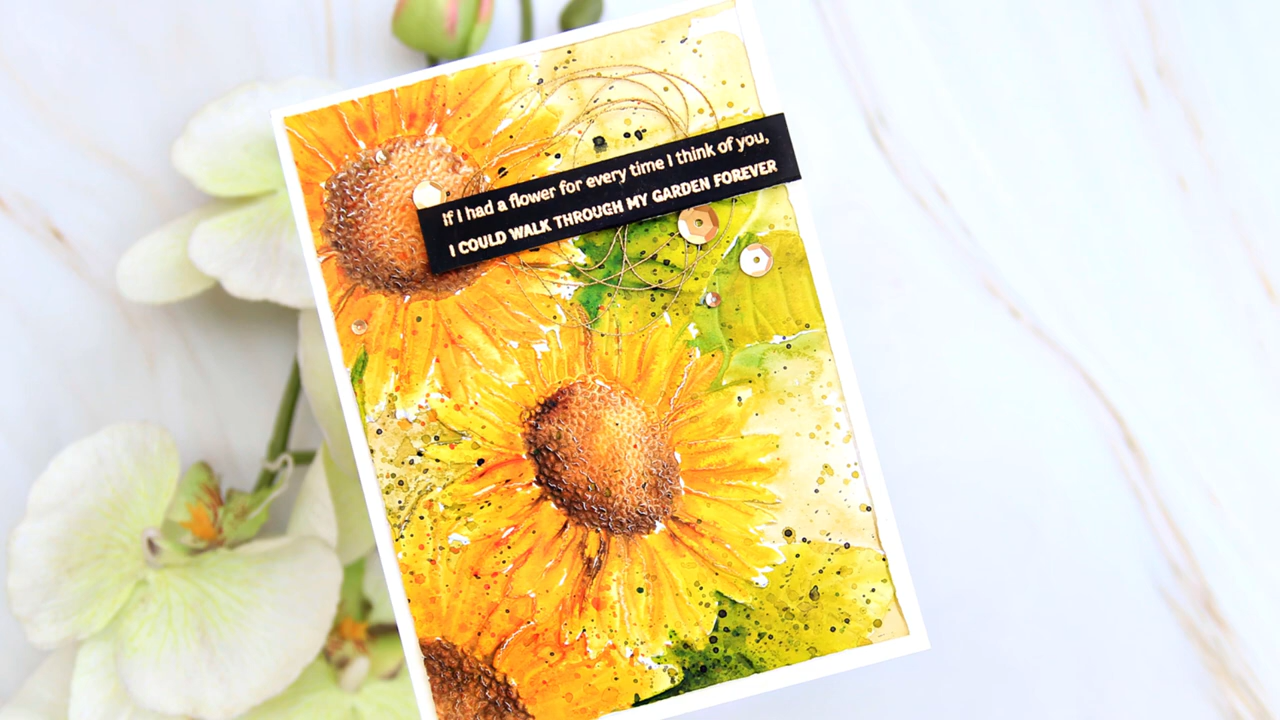 If I had a flower for every time I think of you,
I COULD WALK THROUGH MY GARDEN FOREVER